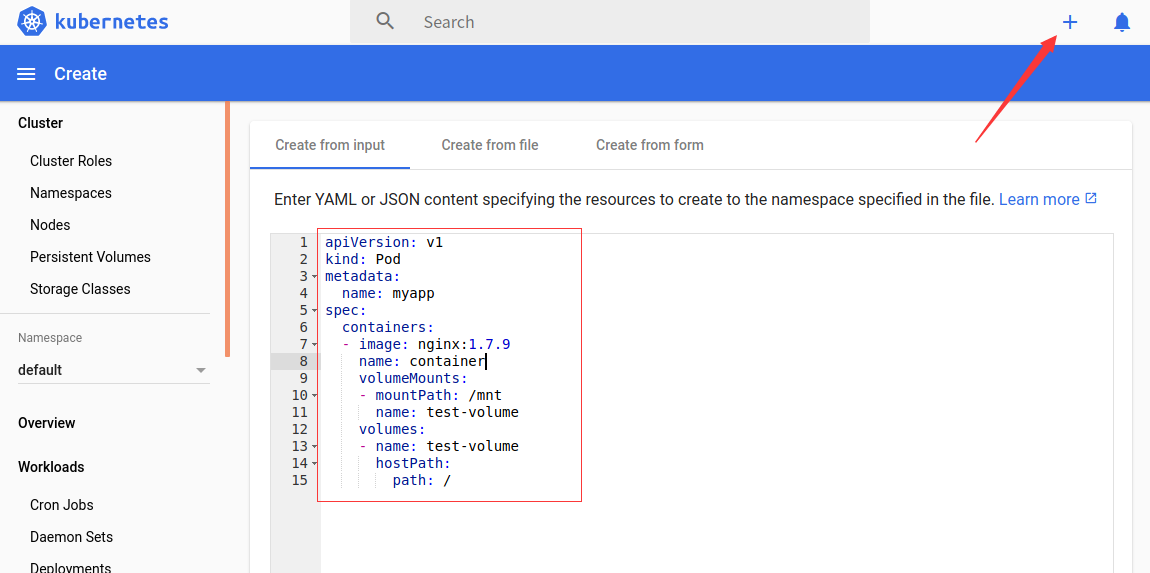 kubernetes
Search
Create
Cluster
Cluster Roles
Namespaces
Nodes
Persistent Volumes
Storage Classes
Namespace
default
Overview
Workloads
Cron Jobs
Daemon Sets
Deployments
Create from input
Create from file
Create from form
Enter YAML or JSON content specifying the resources to create to the namespace specified in the file. Learn more
1 apiVersion: v1
2 kind: Pod
3 metadata:
4   name: myapp
5 spec:
6   containers:
7   - image: nginx:1.7.9
8     name: container
9     volumeMounts:
10     - mountPath: /mnt
11       name: test-volume
12     volumes:
13     - name: test-volume
14       hostPath:
15         path: /